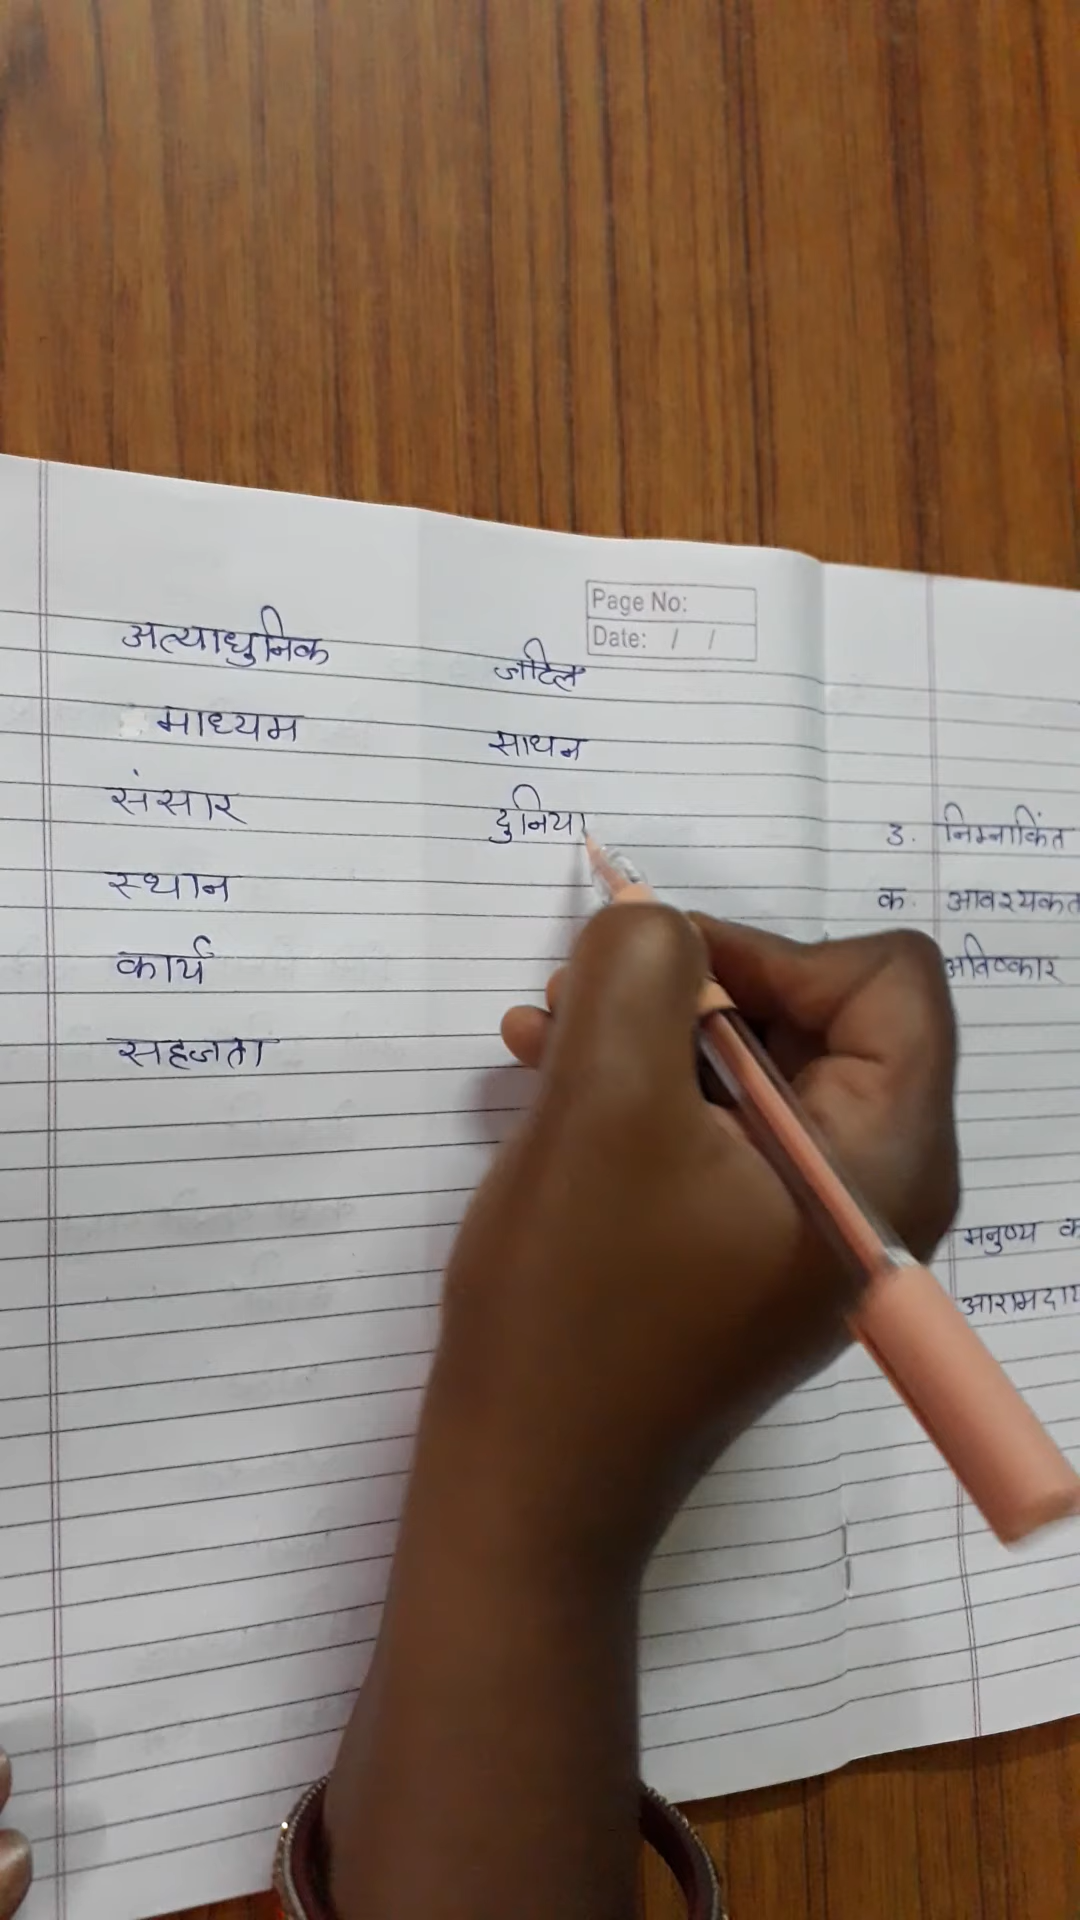 Page No:
Date: / /
अत्याधुनिक जटिल
माध्यम साधन
संसार दुनिया
स्थान
कार्य
सहजता
3. निम्नाकिंत
क. आवश्यकत
अविष्कार
मनुष्य क
आरामदाय